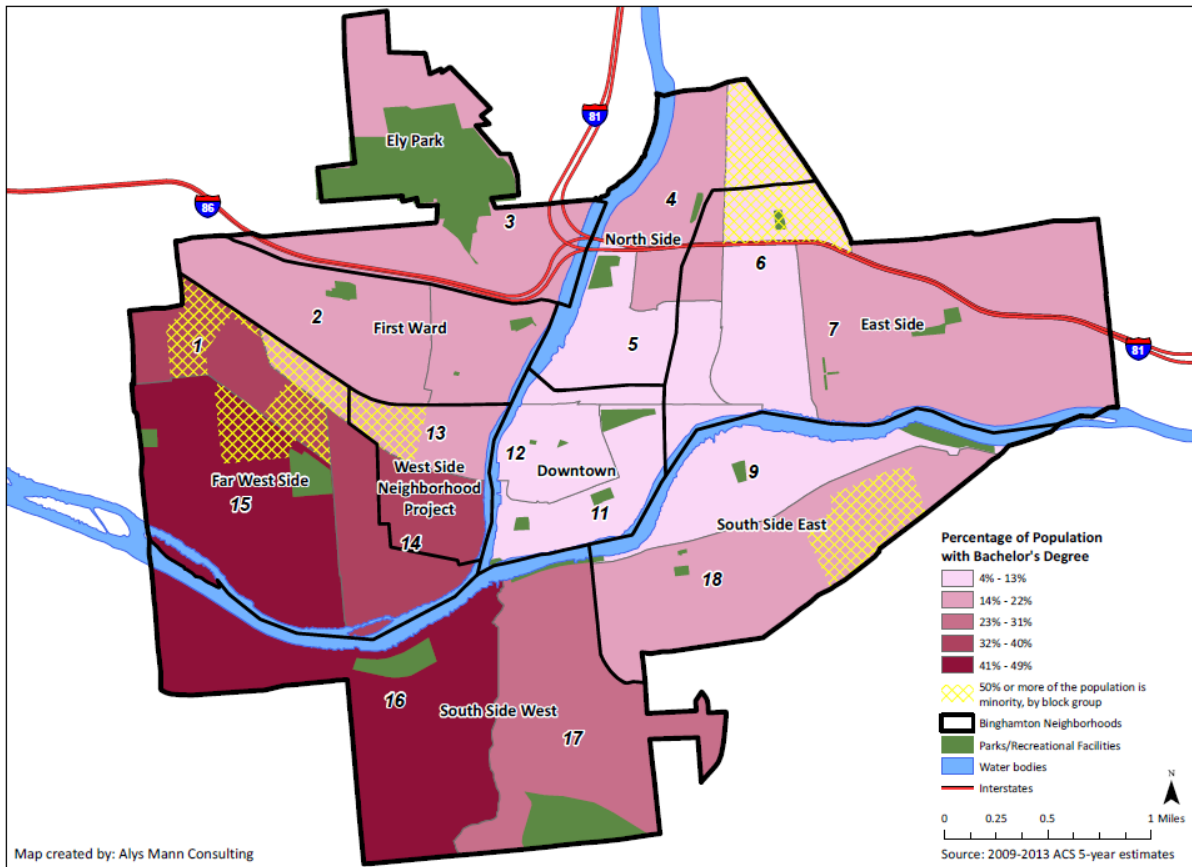 81
Ely Park
86
3
4
North Side
6
2
First Ward
1
5
7
East Side
81
13
12
West Side
Neighborhood
Project
Downtown
Far West Side
15
9
11
14
South Side East
18
16
South Side West
17
Percentage of Population
with Bachelor's Degree
4% - 13%
14% - 22%
23% - 31%
32% - 40%
41% - 49%
50% or more of the population is
minority, by block group
Binghamton Neighborhoods
Parks/Recreational Facilities
Water bodies
Interstates
N
0 0.25 0.5 1 Miles
Map created by: Alys Mann Consulting
Source: 2009-2013 ACS 5-year estimates